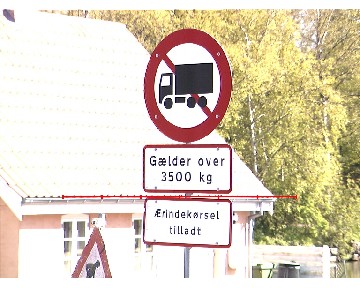 Gælder over
3500 kg
Ærindekørsel
tilladt